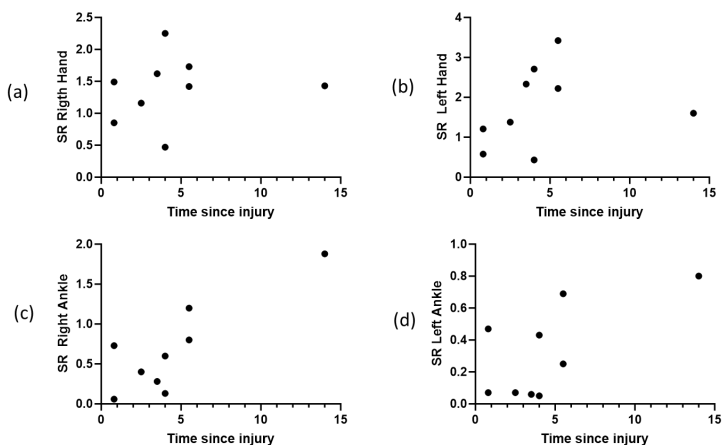 (a)
SR Rigth Hand
2.5
2.0
1.5
1.0
0.5
0.0
0 5 10 15
Time since injury
(b)
SR Left Hand
4
3
2
1
0
0 5 10 15
Time since injury
(c)
SR Right Ankle
2.0
1.5
1.0
0.5
0.0
0 5 10 15
Time since injury
(d)
SR Left Ankle
1.0
0.8
0.6
0.4
0.2
0.0
0 5 10 15
Time since injury